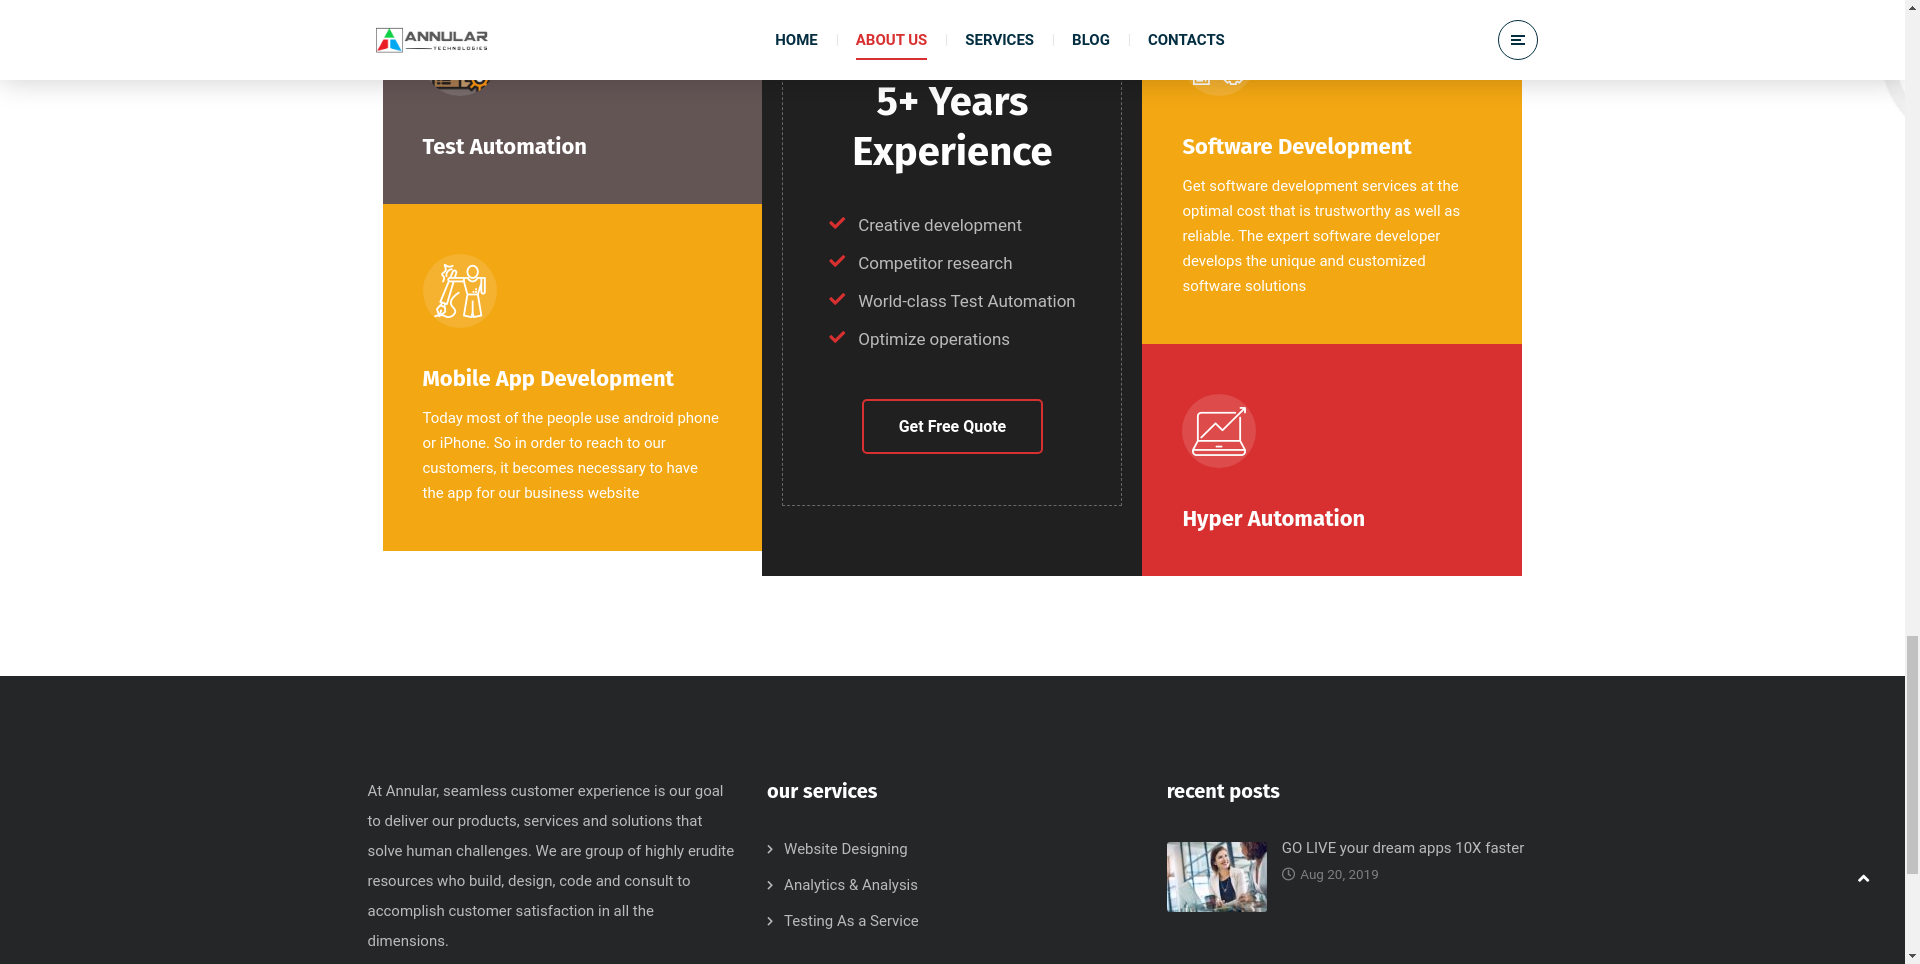 ANNULAR
TECHNOLOGIES
HOME
ABOUT US
SERVICES
BLOG
CONTACTS
Test Automation
Mobile App Development
Today most of the people use android phone
or iPhone. So in order to reach to our
customers, it becomes necessary to have
the app for our business website
5+ Years
Experience
Creative development
Competitor research
World-class Test Automation
Optimize operations
Get Free Quote
Software Development
Get software development services at the
optimal cost that is trustworthy as well as
reliable. The expert software developer
develops the unique and customized
software solutions
Hyper Automation
At Annular, seamless customer experience is our goal
to deliver our products, services and solutions that
solve human challenges. We are group of highly erudite
resources who build, design, code and consult to
accomplish customer satisfaction in all the
dimensions.
our services
Website Designing
Analytics & Analysis
Testing As a Service
recent posts
GO LIVE your dream apps 10X faster
Aug 20, 2019